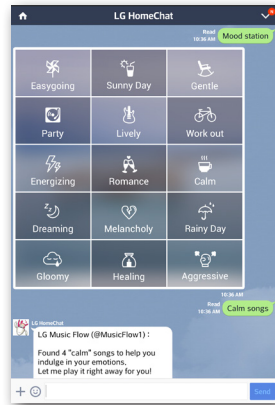 LG HomeChat
Read
10:36 AM
Mood station
Easygoing
Sunny Day
Gentle
Party
Lively
Work out
Energizing
Romance
Calm
Dreaming
Melancholy
Rainy Day
Gloomy
Healing
Aggressive
10:36 AM
Read
10:36 AM
Calm songs
LG HomeChat
LG Music Flow (@MusicFlow1) :
Found 4 "calm" songs to help you
indulge in your emotions.
Let me play it right away for you!
Send